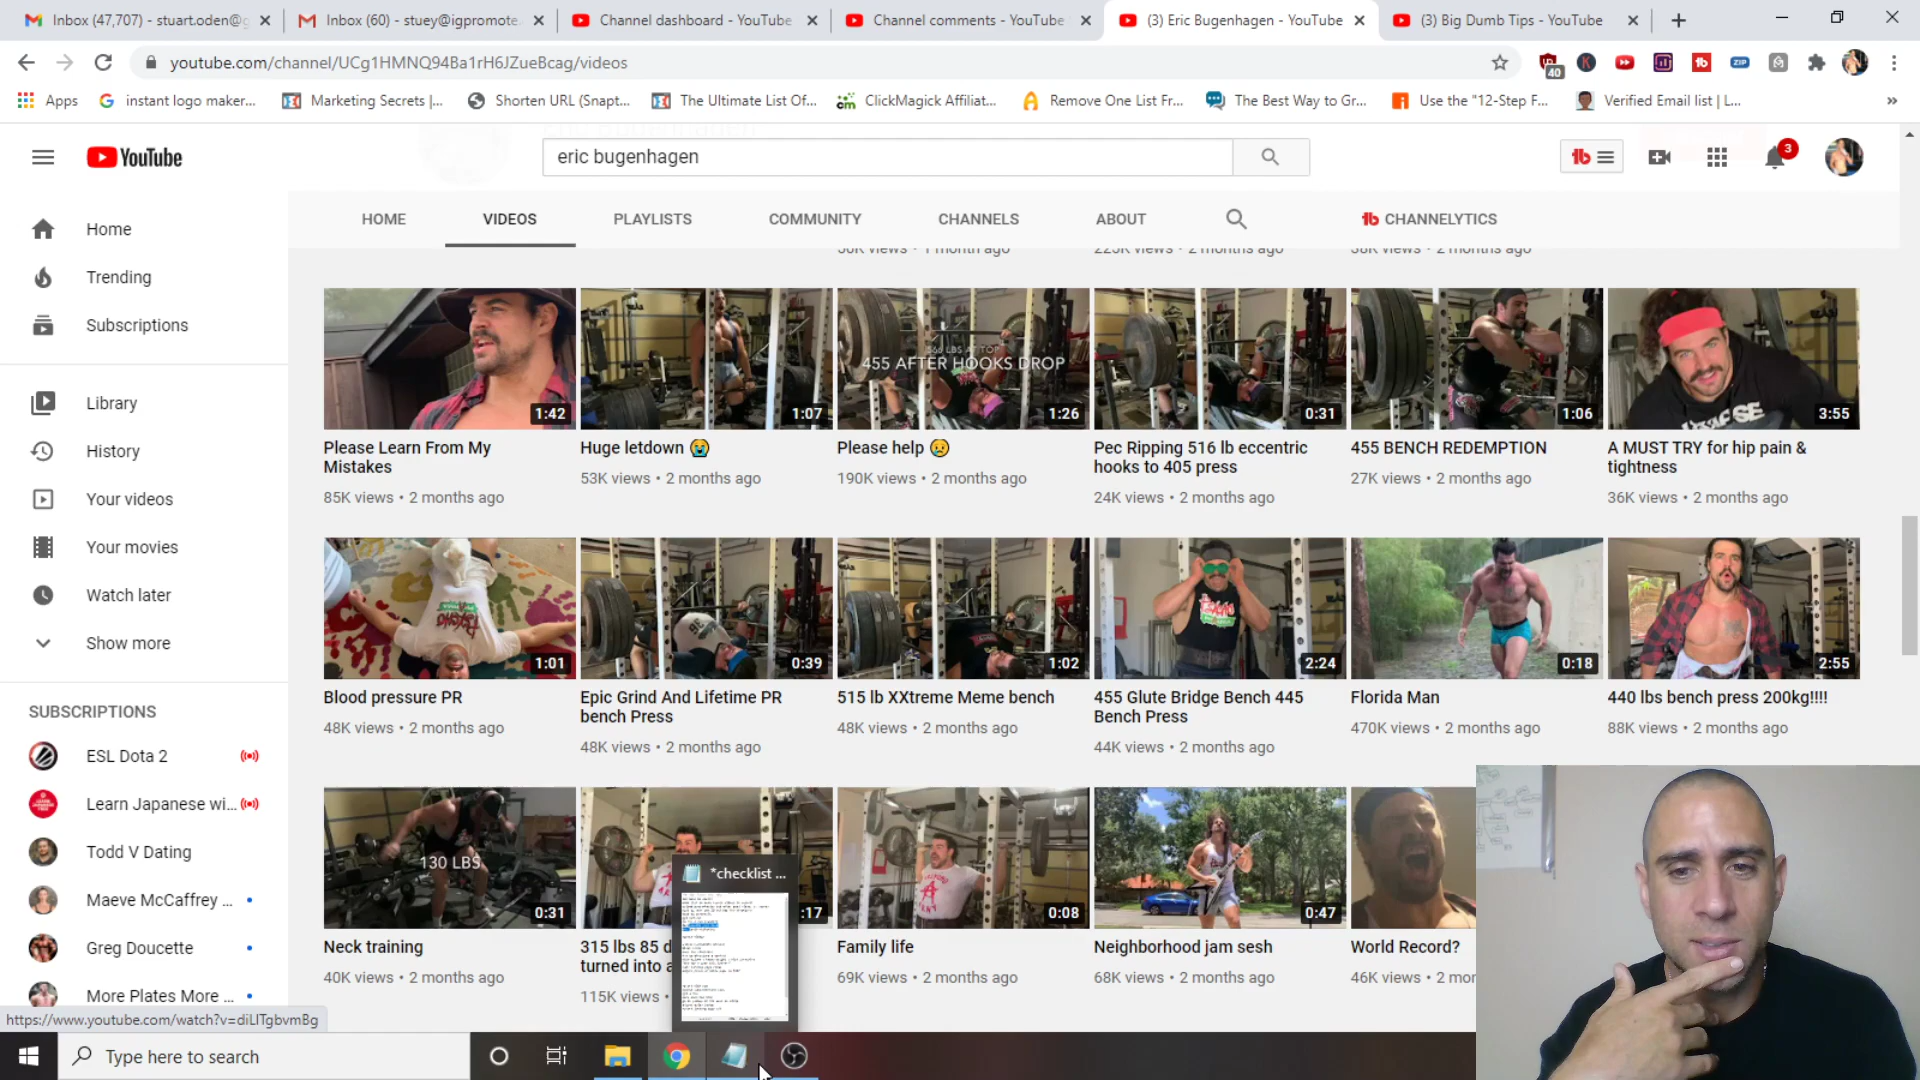 Inbox (47,707) - stuart.oden@g
Inbox (60) - stuey@igpromote.
Channel dashboard - YouTube
Channel comments - YouTube
(3) Eric Bugenhagen - YouTube
(3) Big Dumb Tips - YouTube
youtube.com/channel/UCg1HMNQ94Ba1rH6JZueBcag/videos
40
ZIP
Apps
instant logo maker...
Marketing Secrets |...
Shorten URL (Snapt...
The Ultimate List Of...
ClickMagick Affiliat...
Remove One List Fr...
The Best Way to Gr...
Use the "12-Step F...
Verified Email list | L...
YouTube
eric bugenhagen
3
HOME
VIDEOS
PLAYLISTS
COMMUNITY
CHANNELS
ABOUT
CHANNELYTICS
Home
Trending
Subscriptions
Library
History
Your videos
Your movies
Watch later
Show more
SUBSCRIPTIONS
ESL Dota 2
Learn Japanese wi...
Todd V Dating
Maeve McCaffrey ...
Greg Doucette
More Plates More ...
1:42
Please Learn From My
Mistakes
85K views • 2 months ago
1:07
Huge letdown 😭
53K views • 2 months ago
455 AFTER HOOKS DROP
1:26
Please help 😥
190K views • 2 months ago
0:31
Pec Ripping 516 lb eccentric
hooks to 405 press
24K views • 2 months ago
1:06
455 BENCH REDEMPTION
27K views • 2 months ago
3:55
A MUST TRY for hip pain &
tightness
36K views • 2 months ago
1:01
Blood pressure PR
48K views • 2 months ago
0:39
Epic Grind And Lifetime PR
bench Press
48K views • 2 months ago
1:02
515 lb XXtreme Meme bench
48K views • 2 months ago
2:24
455 Glute Bridge Bench 445
Bench Press
44K views • 2 months ago
0:18
Florida Man
470K views • 2 months ago
2:55
440 lbs bench press 200kg!!!!
88K views • 2 months ago
130 LBS
0:31
Neck training
40K views • 2 months ago
:17
315 lbs 85 d
turned into a
115K views •
*checklist ...
0:08
Family life
69K views • 2 months ago
0:47
Neighborhood jam sesh
68K views • 2 months ago
World Record?
46K views • 2 mor
https://www.youtube.com/watch?v=diLlTgbvmBg
Type here to search